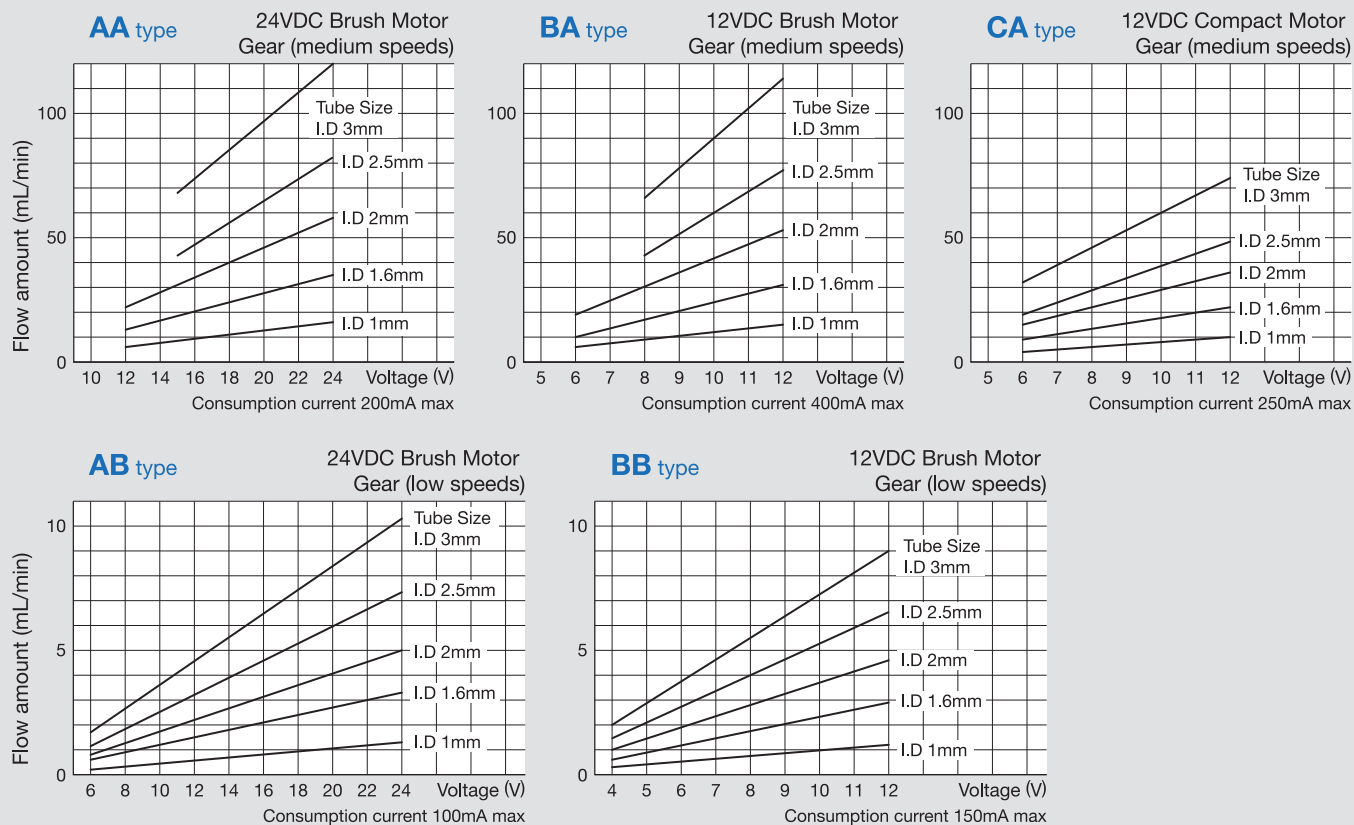 AA type
24VDC Brush Motor
Gear (medium speeds)
Flow amount (mL/min)
100
50
0
Tube Size
I.D 3mm
I.D 2.5mm
I.D 2mm
I.D 1.6mm
I.D 1mm
10 12 14 16 18 20 22 24 Voltage (V)
Consumption current 200mA max
BA type
12VDC Brush Motor
Gear (medium speeds)
100
50
0
Tube Size
I.D 3mm
I.D 2.5mm
I.D 2mm
I.D 1.6mm
I.D 1mm
5 6 7 8 9 10 11 12 Voltage (V)
Consumption current 400mA max
CA type
12VDC Compact Motor
Gear (medium speeds)
100
50
0
Tube Size
I.D 3mm
I.D 2.5mm
I.D 2mm
I.D 1.6mm
I.D 1mm
5 6 7 8 9 10 11 12 Voltage (V)
Consumption current 250mA max
AB type
24VDC Brush Motor
Gear (low speeds)
Flow amount (mL/min)
10
5
0
Tube Size
I.D 3mm
I.D 2.5mm
I.D 2mm
I.D 1.6mm
I.D 1mm
6 8 10 12 14 16 18 20 22 24 Voltage (V)
Consumption current 100mA max
BB type
12VDC Brush Motor
Gear (low speeds)
10
5
0
Tube Size
I.D 3mm
I.D 2.5mm
I.D 2mm
I.D 1.6mm
I.D 1mm
4 5 6 7 8 9 10 11 12 Voltage (V)
Consumption current 150mA max